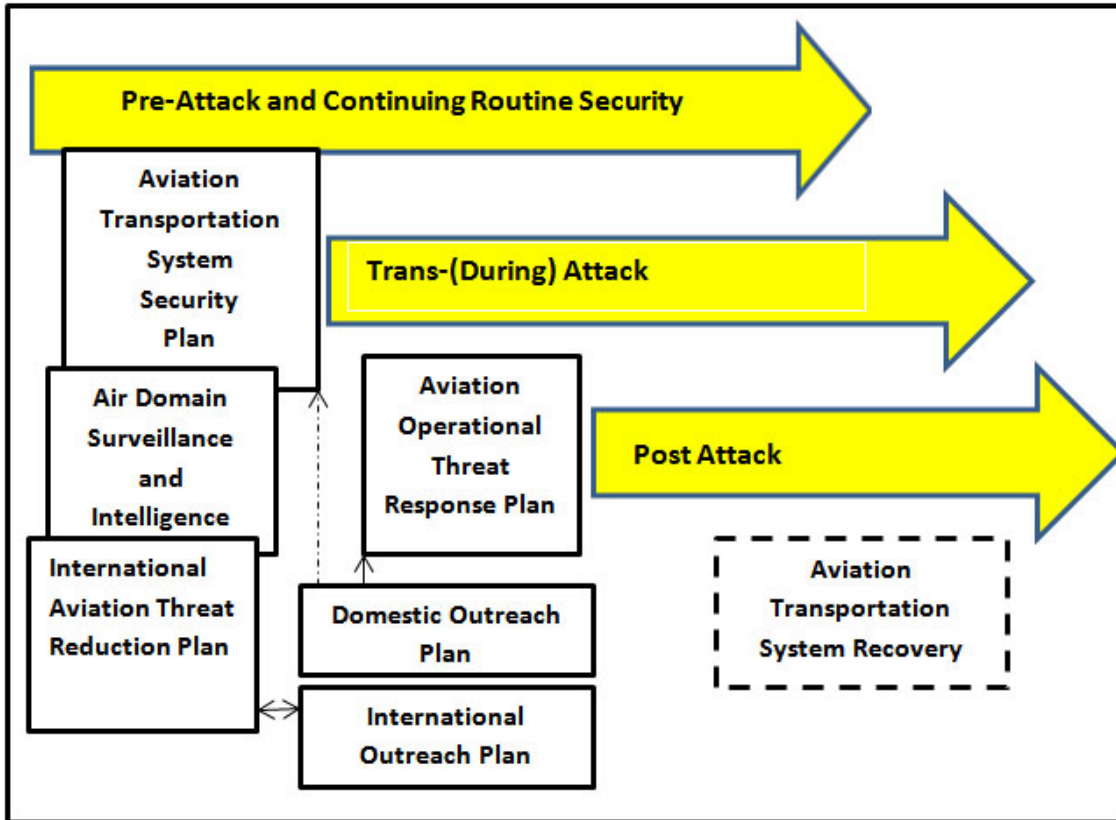 Pre-Attack and Continuing Routine Security
Aviation
Transportation
System
Security
Plan
Trans-(During) Attack
Air Domain
Surveillance
and
Intelligence
Aviation
Operational
Threat
Response Plan
Post Attack
International
Aviation Threat
Reduction Plan
Domestic Outreach
Plan
International
Outreach Plan
Aviation
Transportation
System Recovery